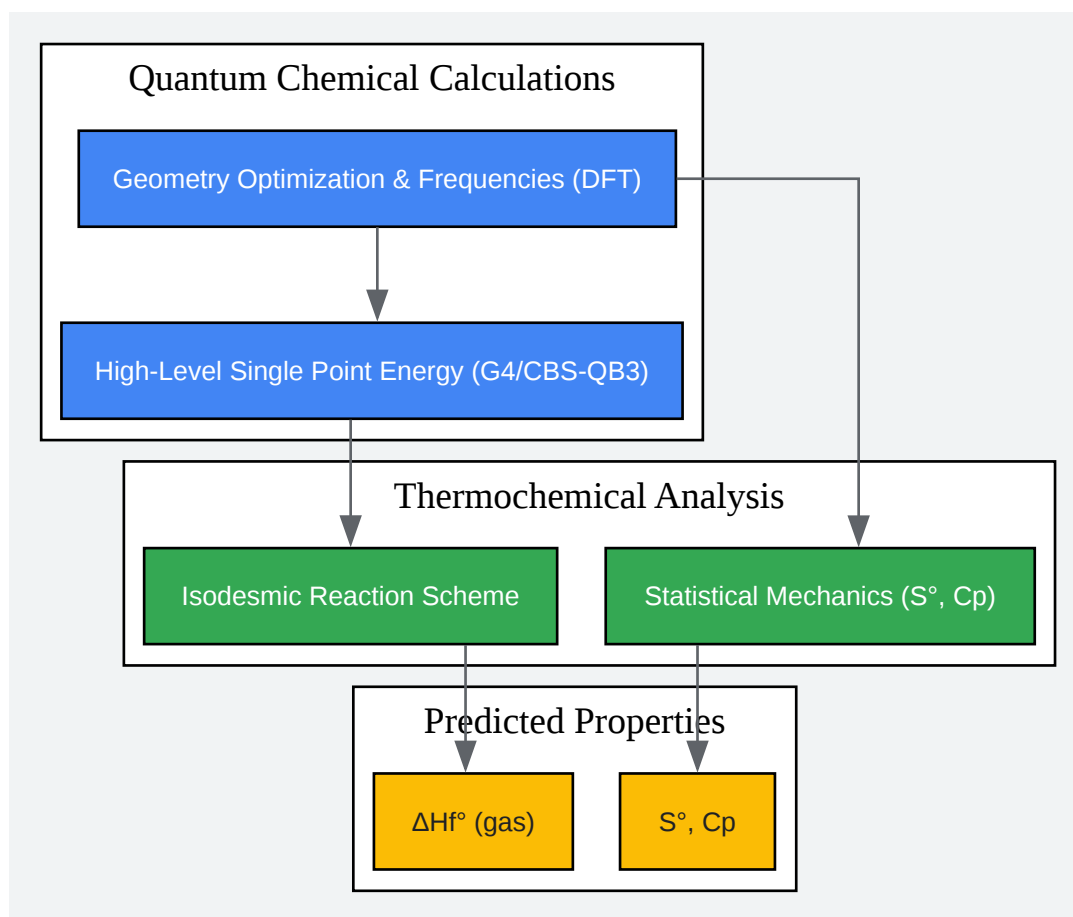 Quantum Chemical Calculations
Geometry Optimization & Frequencies (DFT)
High-Level Single Point Energy (G4/CBS-QB3)
Thermochemical Analysis
Isodesmic Reaction Scheme
Statistical Mechanics (S°, Cp)
Predicted Properties
ΔHf° (gas)
S°, Cp